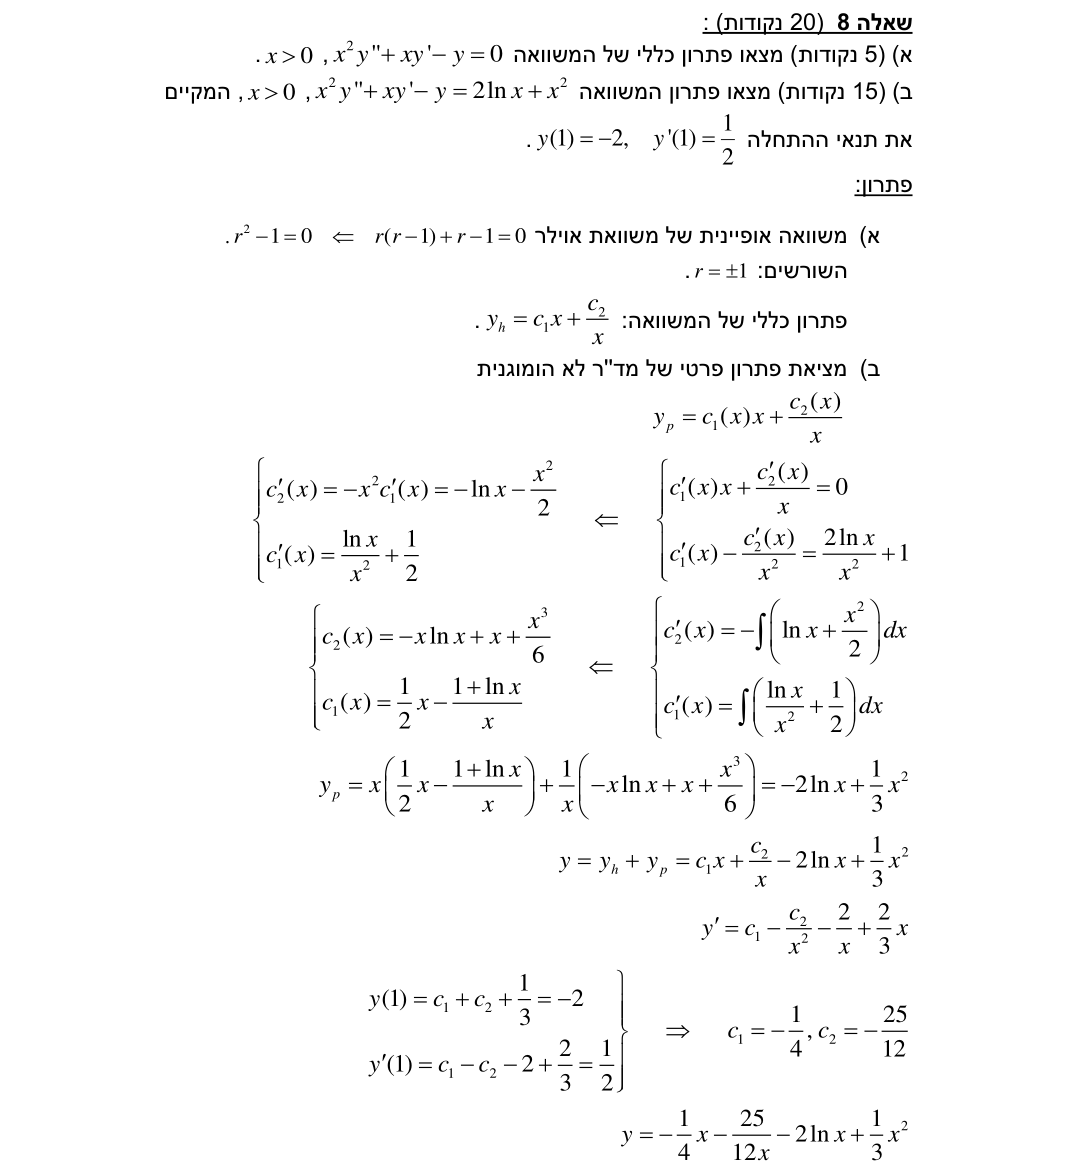 שאלה 8 (20 נקודות) :
א) (5 נקודות) מצאו פתרון כללי של המשוואה x²y''+ xy'− y = 0 , x > 0 .
ב) (15 נקודות) מצאו פתרון המשוואה x²y''+ xy'− y = 2ln x + x² , x > 0 , המקיים
את תנאי ההתחלה y(1) = −2, y'(1) = 1/2 .
פתרון:
א) משוואה אופיינית של משוואת אוילר r(r−1)+r−1=0 ⇐ r²−1=0 .
השורשים: r = ±1 .
פתרון כללי של המשוואה: y_h = c₁x + c₂/x .
ב) מציאת פתרון פרטי של מד"ר לא הומוגנית
y_p = c₁(x)x + c₂(x)/x
{ c₁′(x)x + c₂′(x)/x = 0 ; c₁′(x) − c₂′(x)/x² = 2ln x/x² + 1 ⇐ { c₂′(x) = −x²c₁′(x) = −ln x − x²/2 ; c₁′(x) = ln x/x² + 1/2
{ c₂′(x) = −∫(ln x + x²/2)dx ; c₁′(x) = ∫(ln x/x² + 1/2)dx ⇐ { c₂(x) = −x ln x + x + x³/6 ; c₁(x) = 1/2 x − (1+ln x)/x
y_p = x(1/2 x − (1+ln x)/x) + 1/x(−x ln x + x + x³/6) = −2ln x + 1/3 x²
y = y_h + y_p = c₁x + c₂/x − 2ln x + 1/3 x²
y′ = c₁ − c₂/x² − 2/x + 2/3 x
y(1) = c₁ + c₂ + 1/3 = −2
y′(1) = c₁ − c₂ − 2 + 2/3 = 1/2 } ⇒ c₁ = −1/4, c₂ = −25/12
y = −1/4 x − 25/12x − 2ln x + 1/3 x²